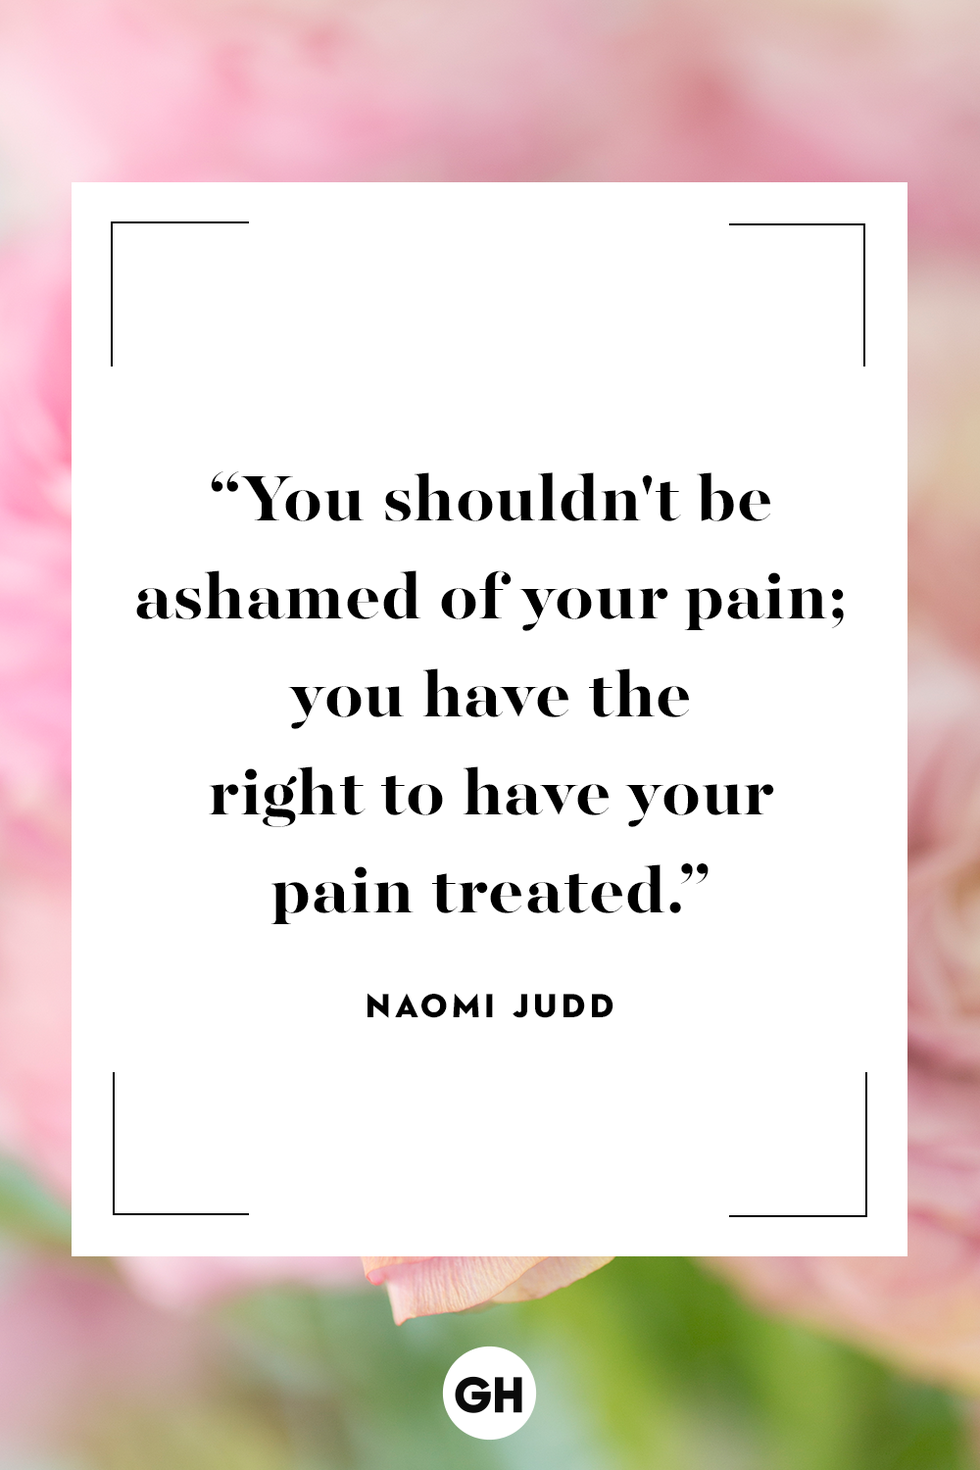 “You shouldn't be
ashamed of your pain;
you have the
right to have your
pain treated.”
NAOMI JUDD
GH